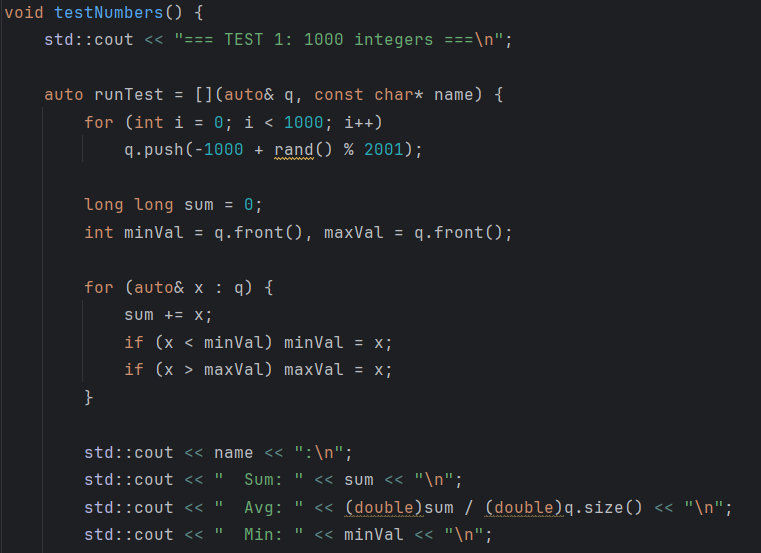 void testNumbers() {
    std::cout << "=== TEST 1: 1000 integers ===\n";

    auto runTest = [](auto& q, const char* name) {
        for (int i = 0; i < 1000; i++)
            q.push(-1000 + rand() % 2001);

        long long sum = 0;
        int minVal = q.front(), maxVal = q.front();

        for (auto& x : q) {
            sum += x;
            if (x < minVal) minVal = x;
            if (x > maxVal) maxVal = x;
        }

        std::cout << name << ":\n";
        std::cout << "  Sum: " << sum << "\n";
        std::cout << "  Avg: " << (double)sum / (double)q.size() << "\n";
        std::cout << "  Min: " << minVal << "\n";